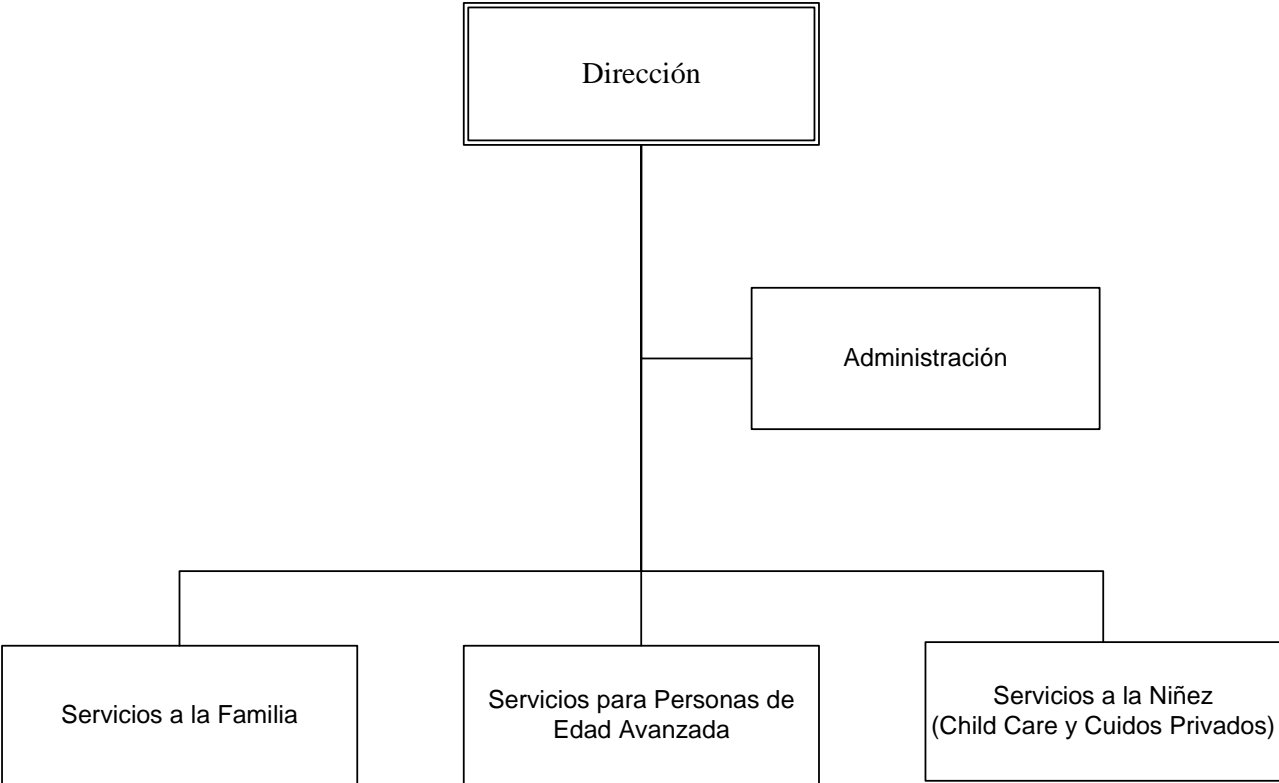 Dirección
Administración
Servicios a la Familia
Servicios para Personas de
Edad Avanzada
Servicios a la Niñez
(Child Care y Cuidos Privados)